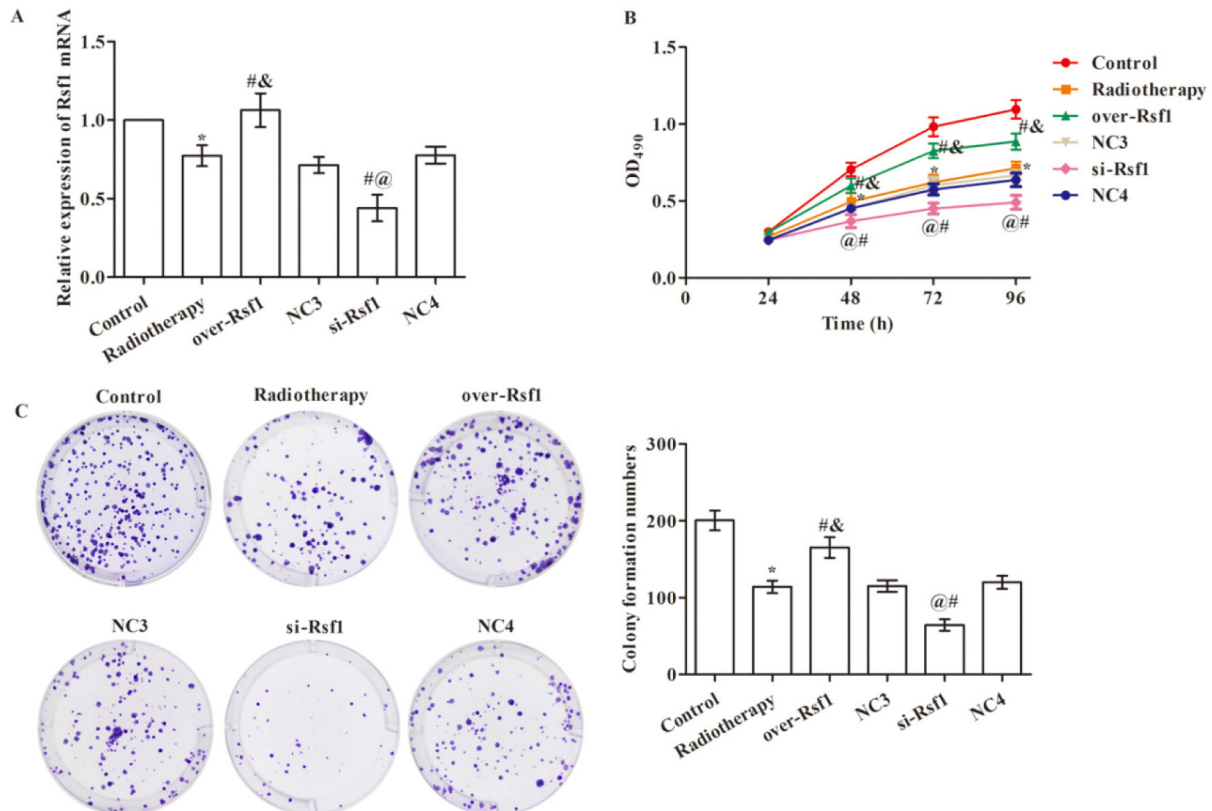 A
Relative expression of Rsf1 mRNA
1.5
1.0
0.5
0.0
*
#&
#@
Control
Radiotherapy
over-Rsf1
NC3
si-Rsf1
NC4
B
OD490
1.5
1.0
0.5
0.0
#&
*
@#
#&
*
@#
#&
*
@#
0
24
48
72
96
Time (h)
Control
Radiotherapy
over-Rsf1
NC3
si-Rsf1
NC4
C
Control
Radiotherapy
over-Rsf1
NC3
si-Rsf1
NC4
Colony formation numbers
300
200
100
0
*
#&
@#
Control
Radiotherapy
over-Rsf1
NC3
si-Rsf1
NC4